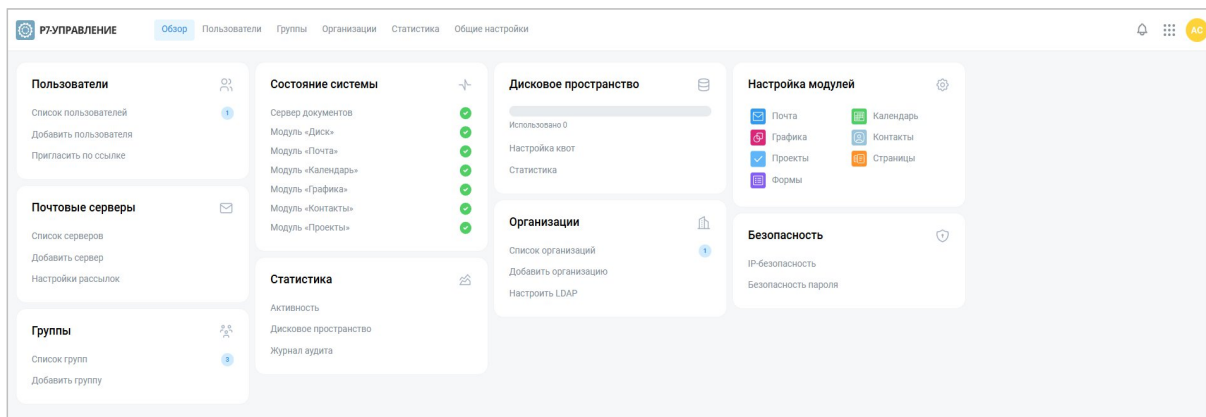 Р7-УПРАВЛЕНИЕ Обзор Пользователи Группы Организации Статистика Общие настройки АС
Пользователи
Список пользователей 1
Добавить пользователя
Пригласить по ссылке
Почтовые серверы
Список серверов
Добавить сервер
Настройки рассылок
Группы
Список групп 3
Добавить группу
Состояние системы
Сервер документов
Модуль «Диск»
Модуль «Почта»
Модуль «Календарь»
Модуль «Графика»
Модуль «Контакты»
Модуль «Проекты»
Статистика
Активность
Дисковое пространство
Журнал аудита
Дисковое пространство
Использовано 0
Настройка квот
Статистика
Организации
Список организаций 1
Добавить организацию
Настроить LDAP
Настройка модулей
Почта Календарь
Графика Контакты
Проекты Страницы
Формы
Безопасность
IP-безопасность
Безопасность пароля